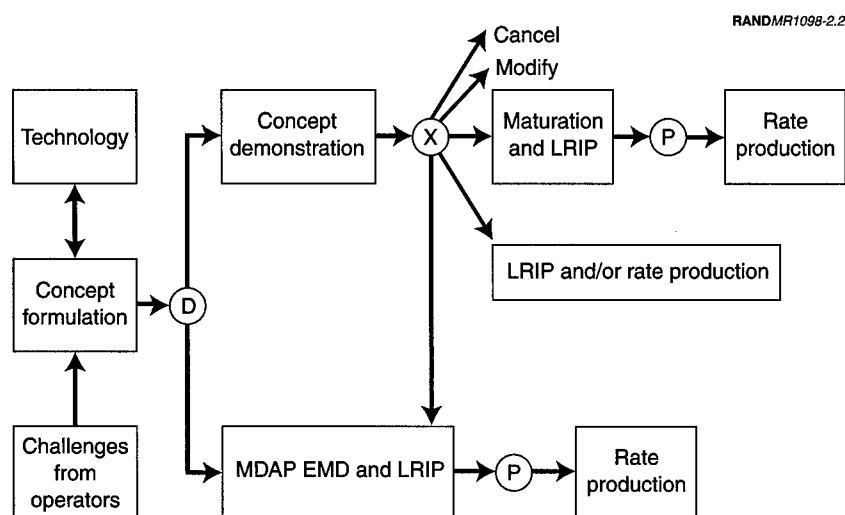 RANDMR1098-2.2
Cancel
Modify
Technology
Concept
demonstration
X
Maturation
and LRIP
P
Rate
production
Concept
formulation
D
LRIP and/or rate production
Challenges
from
operators
MDAP EMD and LRIP
P
Rate
production